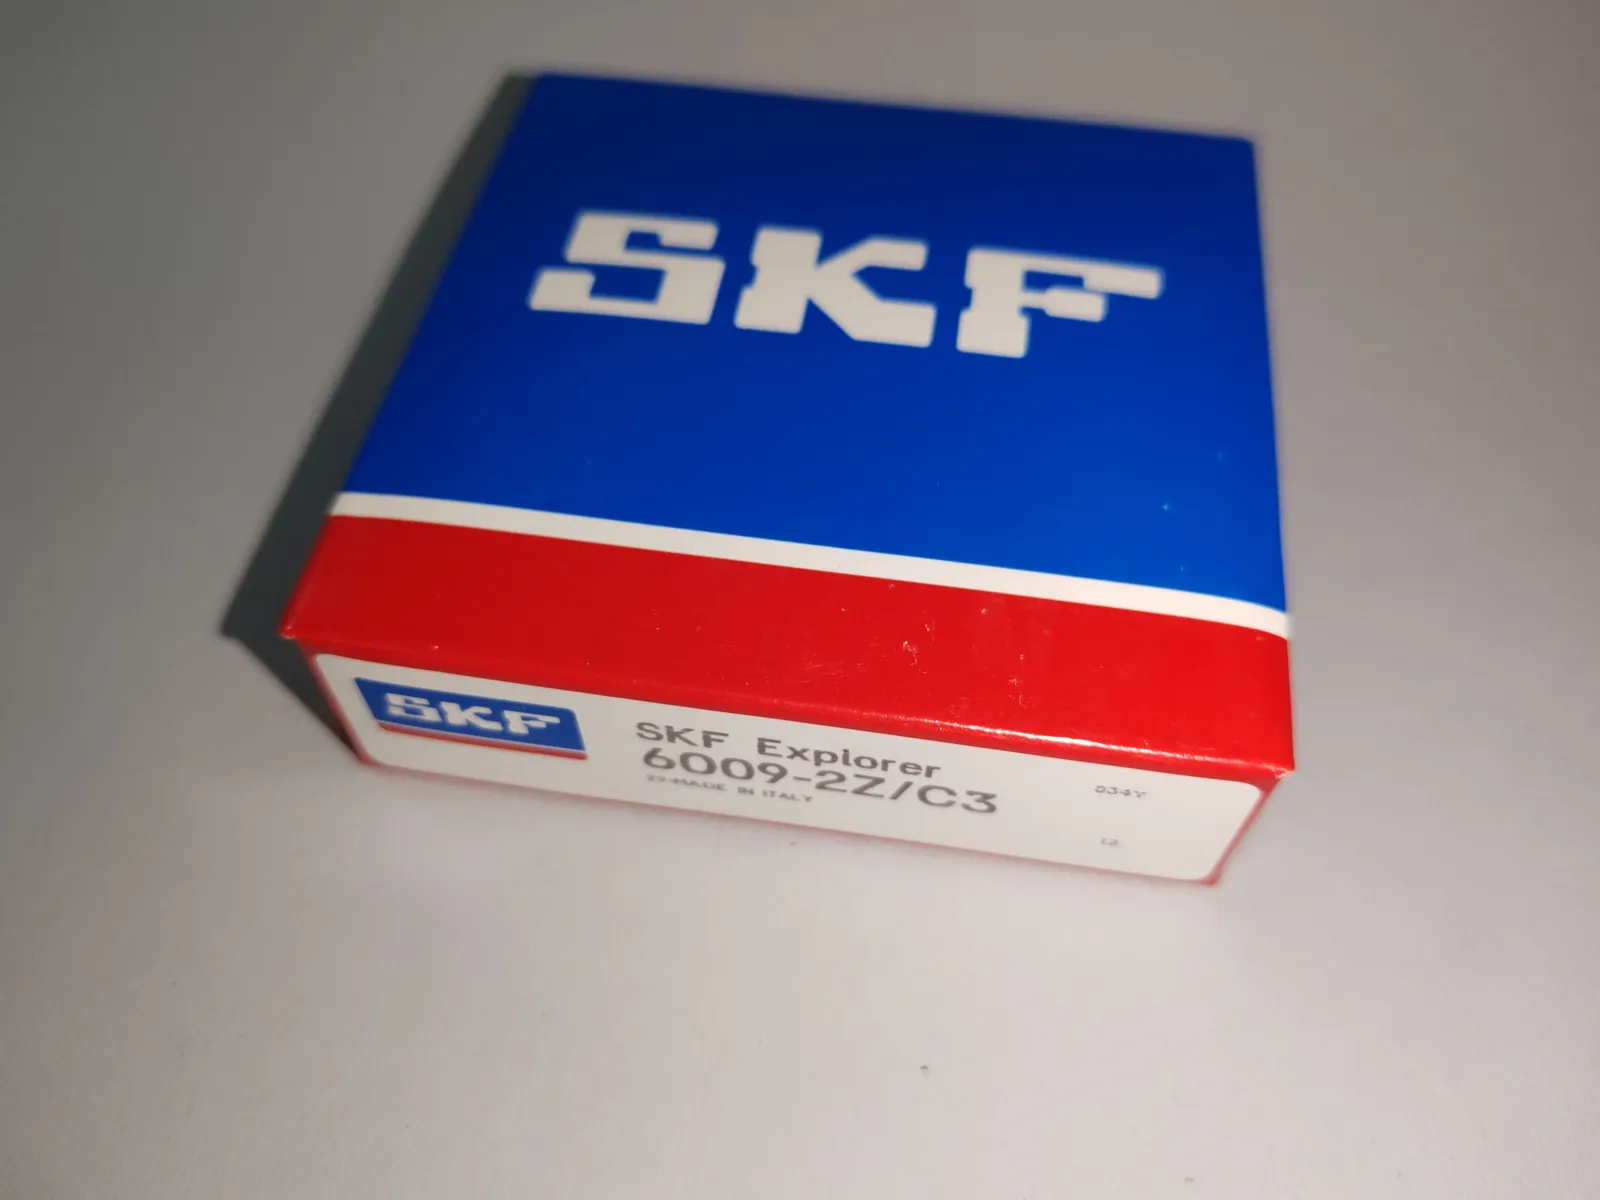 SKF
SKF
SKF Explorer
6009-2Z/C3
MADE IN ITALY